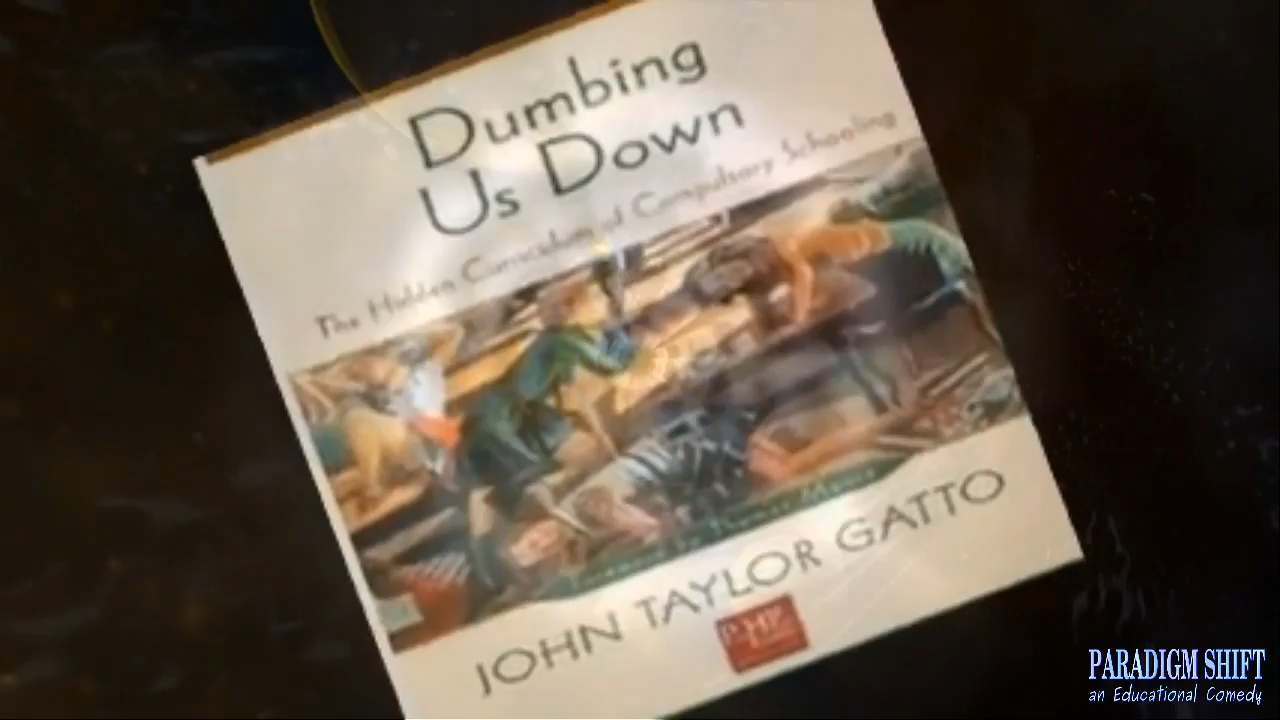 Dumbing
Us Down
The Hidden Curriculum of Compulsory Schooling
JOHN TAYLOR GATTO
PARADIGM SHIFT
an Educational Comedy